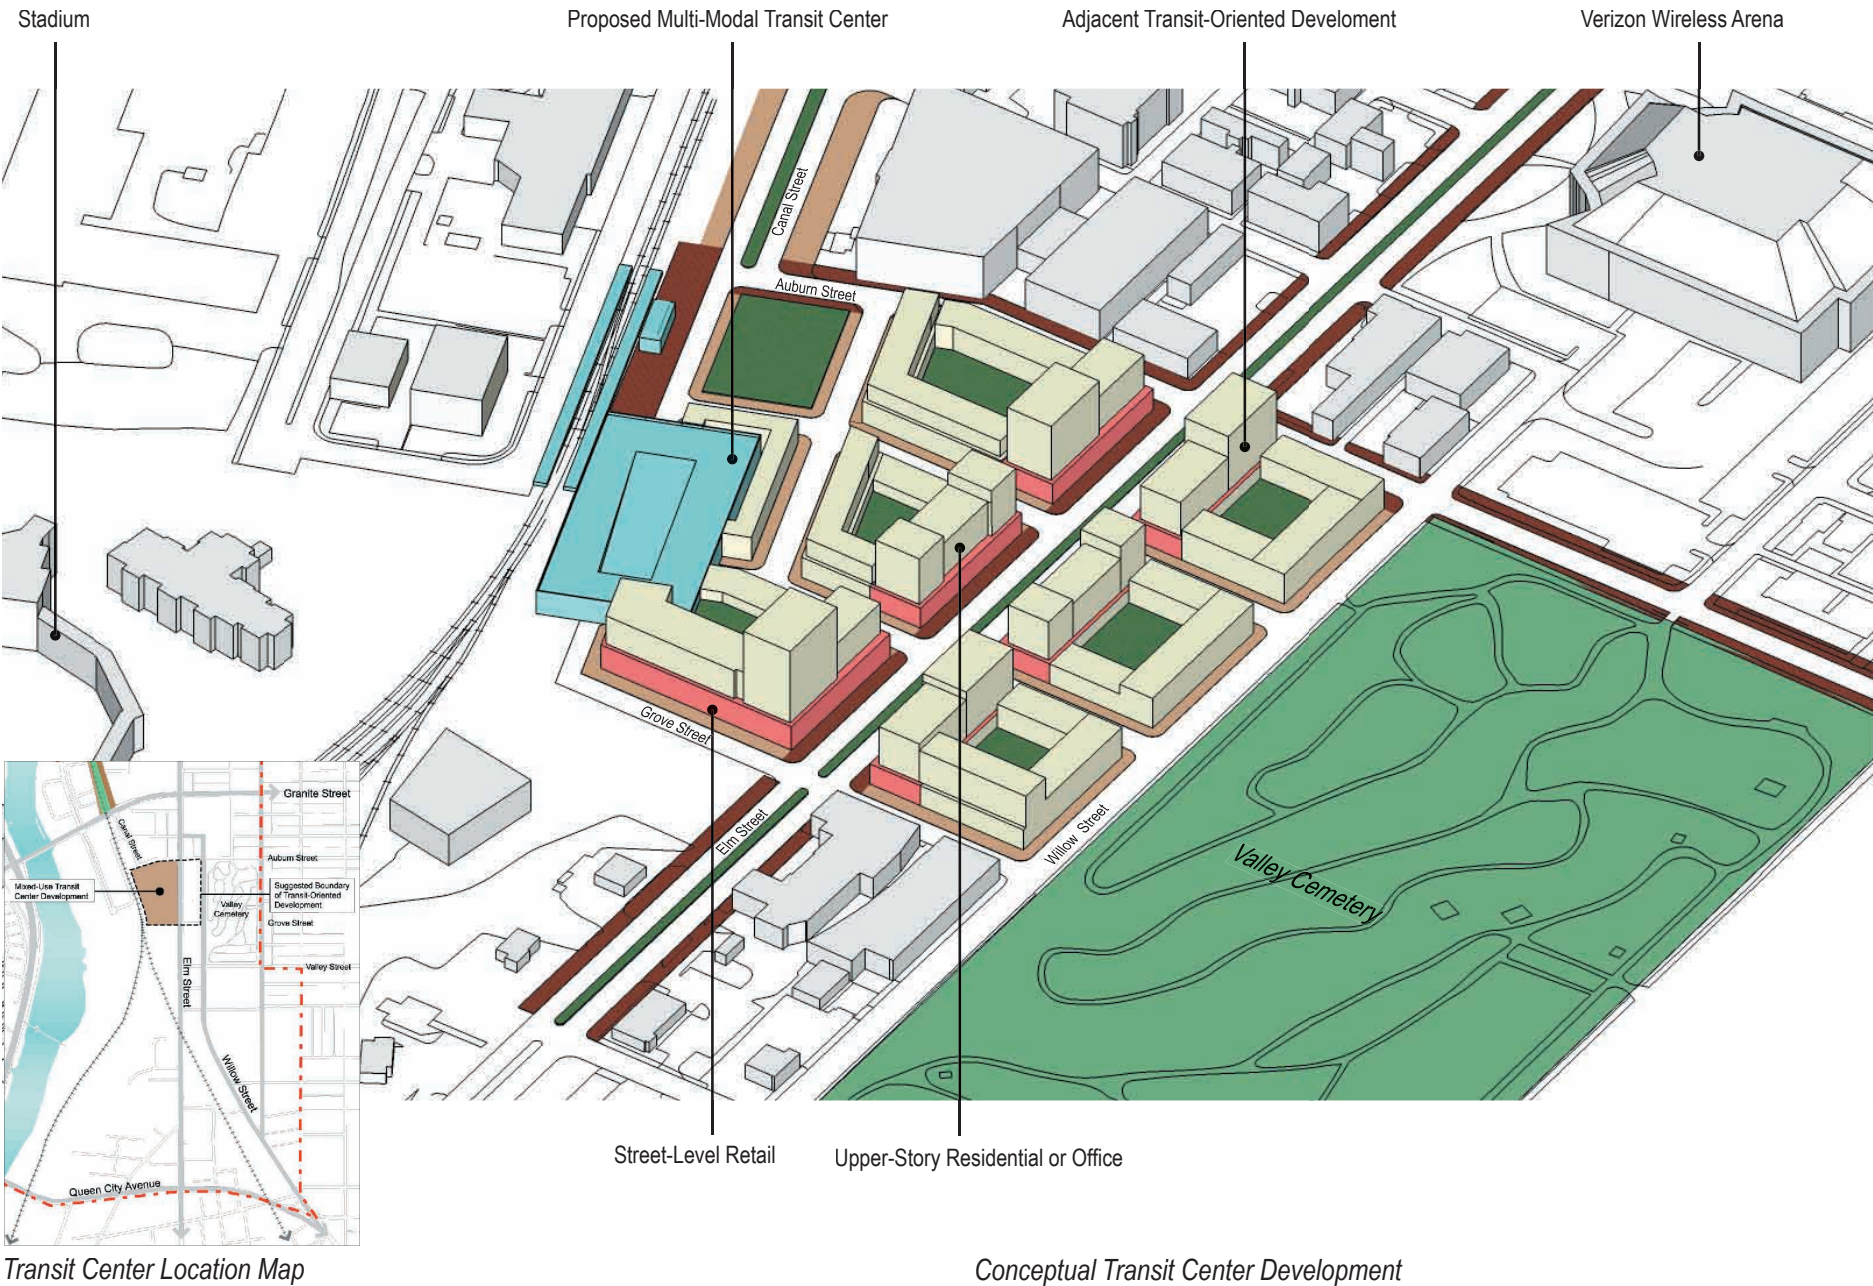 Stadium
Proposed Multi-Modal Transit Center
Adjacent Transit-Oriented Develoment
Verizon Wireless Arena
Canal Street
Auburn Street
Grove Street
Elm Street
Willow Street
Valley Cemetery
Granite Street
Canal Street
Auburn Street
Mixed-Use Transit
Center Development
Suggested Boundary
of Transit-Oriented
Development
Valley
Cemetery
Grove Street
Valley Street
Elm Street
Willow Street
Queen City Avenue
Street-Level Retail
Upper-Story Residential or Office
Transit Center Location Map
Conceptual Transit Center Development